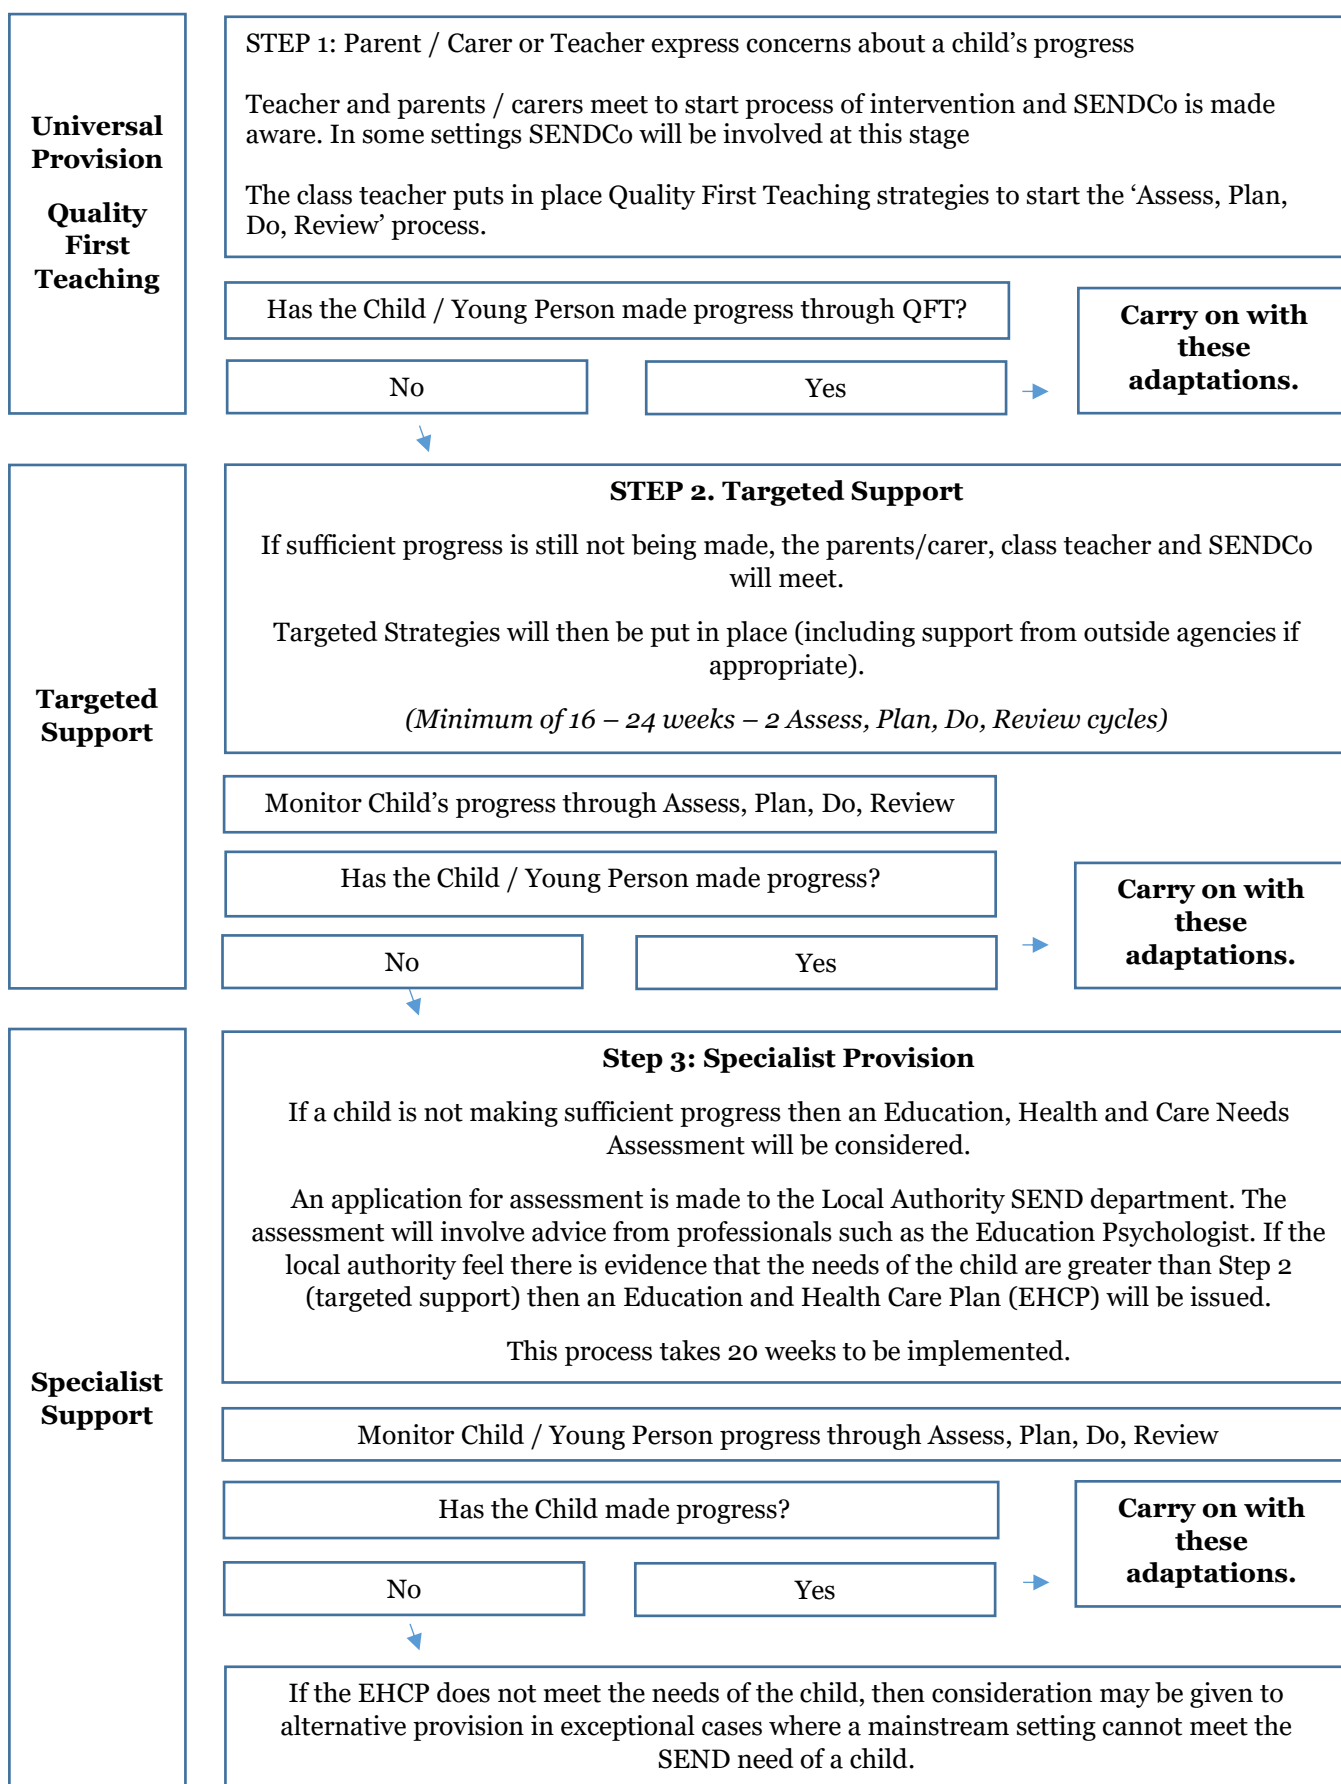 Universal
Provision
Quality
First
Teaching
STEP 1: Parent / Carer or Teacher express concerns about a child’s progress
Teacher and parents / carers meet to start process of intervention and SENDCo is made
aware. In some settings SENDCo will be involved at this stage
The class teacher puts in place Quality First Teaching strategies to start the ‘Assess, Plan,
Do, Review’ process.
Has the Child / Young Person made progress through QFT?
No
Yes
Carry on with
these
adaptations.
Targeted
Support
STEP 2. Targeted Support
If sufficient progress is still not being made, the parents/carer, class teacher and SENDCo
will meet.
Targeted Strategies will then be put in place (including support from outside agencies if
appropriate).
(Minimum of 16 – 24 weeks – 2 Assess, Plan, Do, Review cycles)
Monitor Child’s progress through Assess, Plan, Do, Review
Has the Child / Young Person made progress?
No
Yes
Carry on with
these
adaptations.
Specialist
Support
Step 3: Specialist Provision
If a child is not making sufficient progress then an Education, Health and Care Needs
Assessment will be considered.
An application for assessment is made to the Local Authority SEND department. The
assessment will involve advice from professionals such as the Education Psychologist. If the
local authority feel there is evidence that the needs of the child are greater than Step 2
(targeted support) then an Education and Health Care Plan (EHCP) will be issued.
This process takes 20 weeks to be implemented.
Monitor Child / Young Person progress through Assess, Plan, Do, Review
Has the Child made progress?
No
Yes
Carry on with
these
adaptations.
If the EHCP does not meet the needs of the child, then consideration may be given to
alternative provision in exceptional cases where a mainstream setting cannot meet the
SEND need of a child.